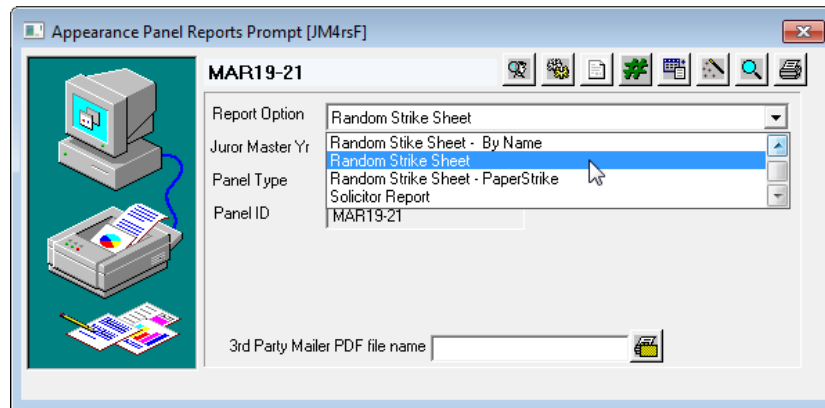 Appearance Panel Reports Prompt [JM4rsF]
MAR19-21
Report Option Random Strike Sheet
Juror Master Yr Random Stike Sheet - By Name
Random Strike Sheet
Panel Type Random Strike Sheet - PaperStrike
Solicitor Report
Panel ID MAR19-21
3rd Party Mailer PDF file name